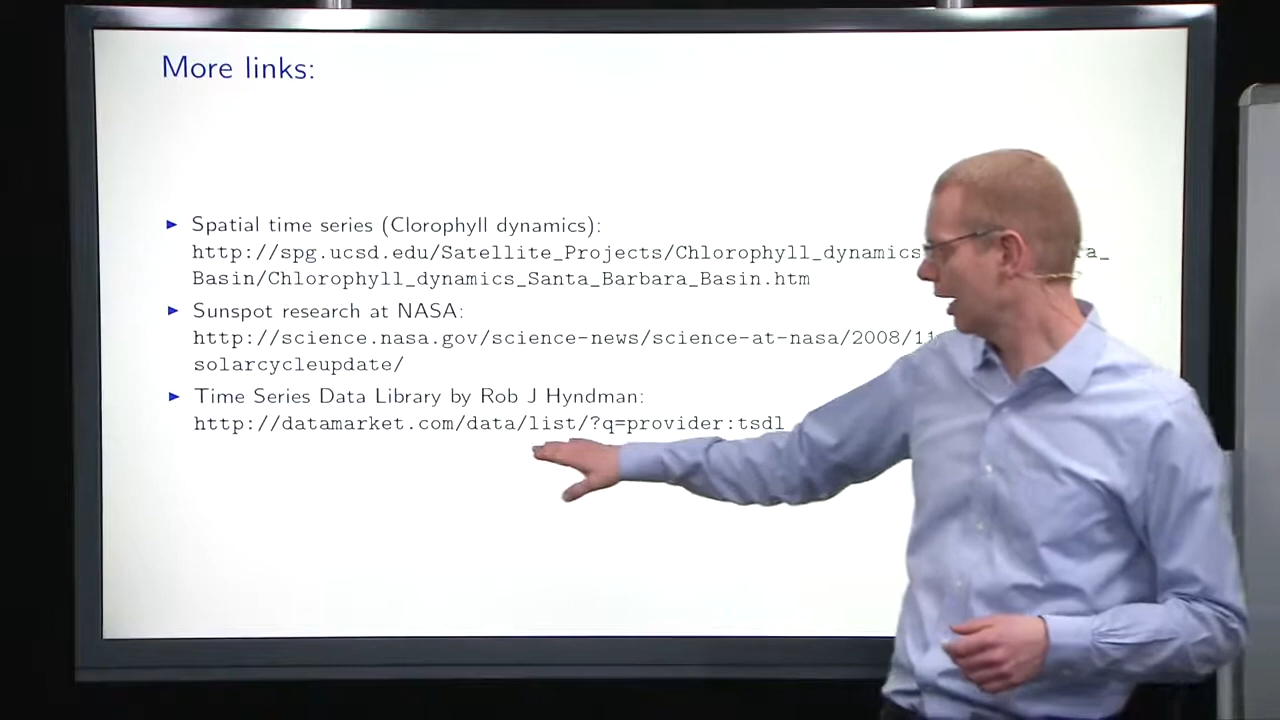 More links:
Spatial time series (Clorophyll dynamics):
http://spg.ucsd.edu/Satellite_Projects/Chlorophyll_dynamics a_
Basin/Chlorophyll_dynamics_Santa_Barbara_Basin.htm
Sunspot research at NASA:
http://science.nasa.gov/science-news/science-at-nasa/2008/11
solarcycleupdate/
Time Series Data Library by Rob J Hyndman:
http://datamarket.com/data/list/?q=provider:tsdl